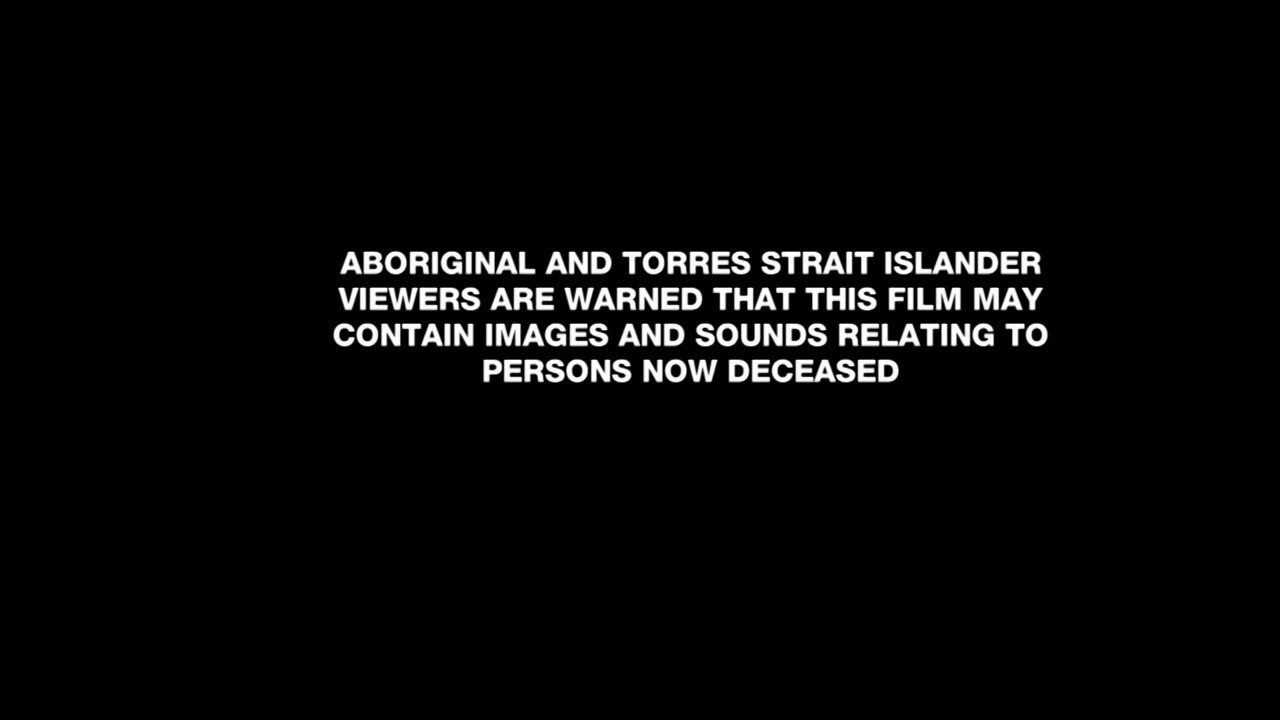 ABORIGINAL AND TORRES STRAIT ISLANDER
VIEWERS ARE WARNED THAT THIS FILM MAY
CONTAIN IMAGES AND SOUNDS RELATING TO
PERSONS NOW DECEASED